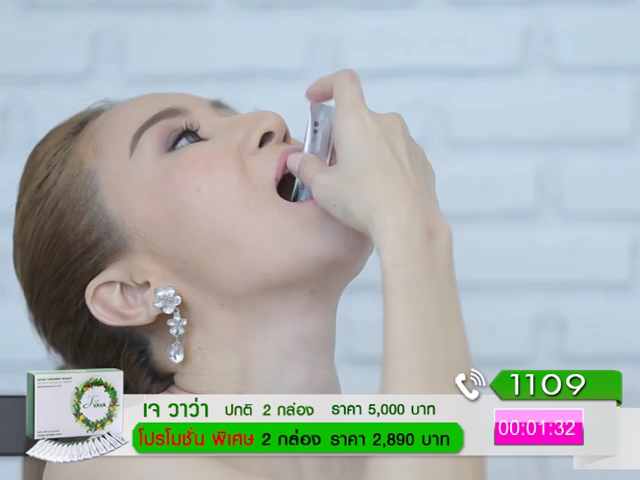 1109
เจ วาว่า ปกติ 2 กล่อง ราคา 5,000 บาท
00:01:32
โปรโมชั่น พิเศษ 2 กล่อง ราคา 2,890 บาท
VAVA